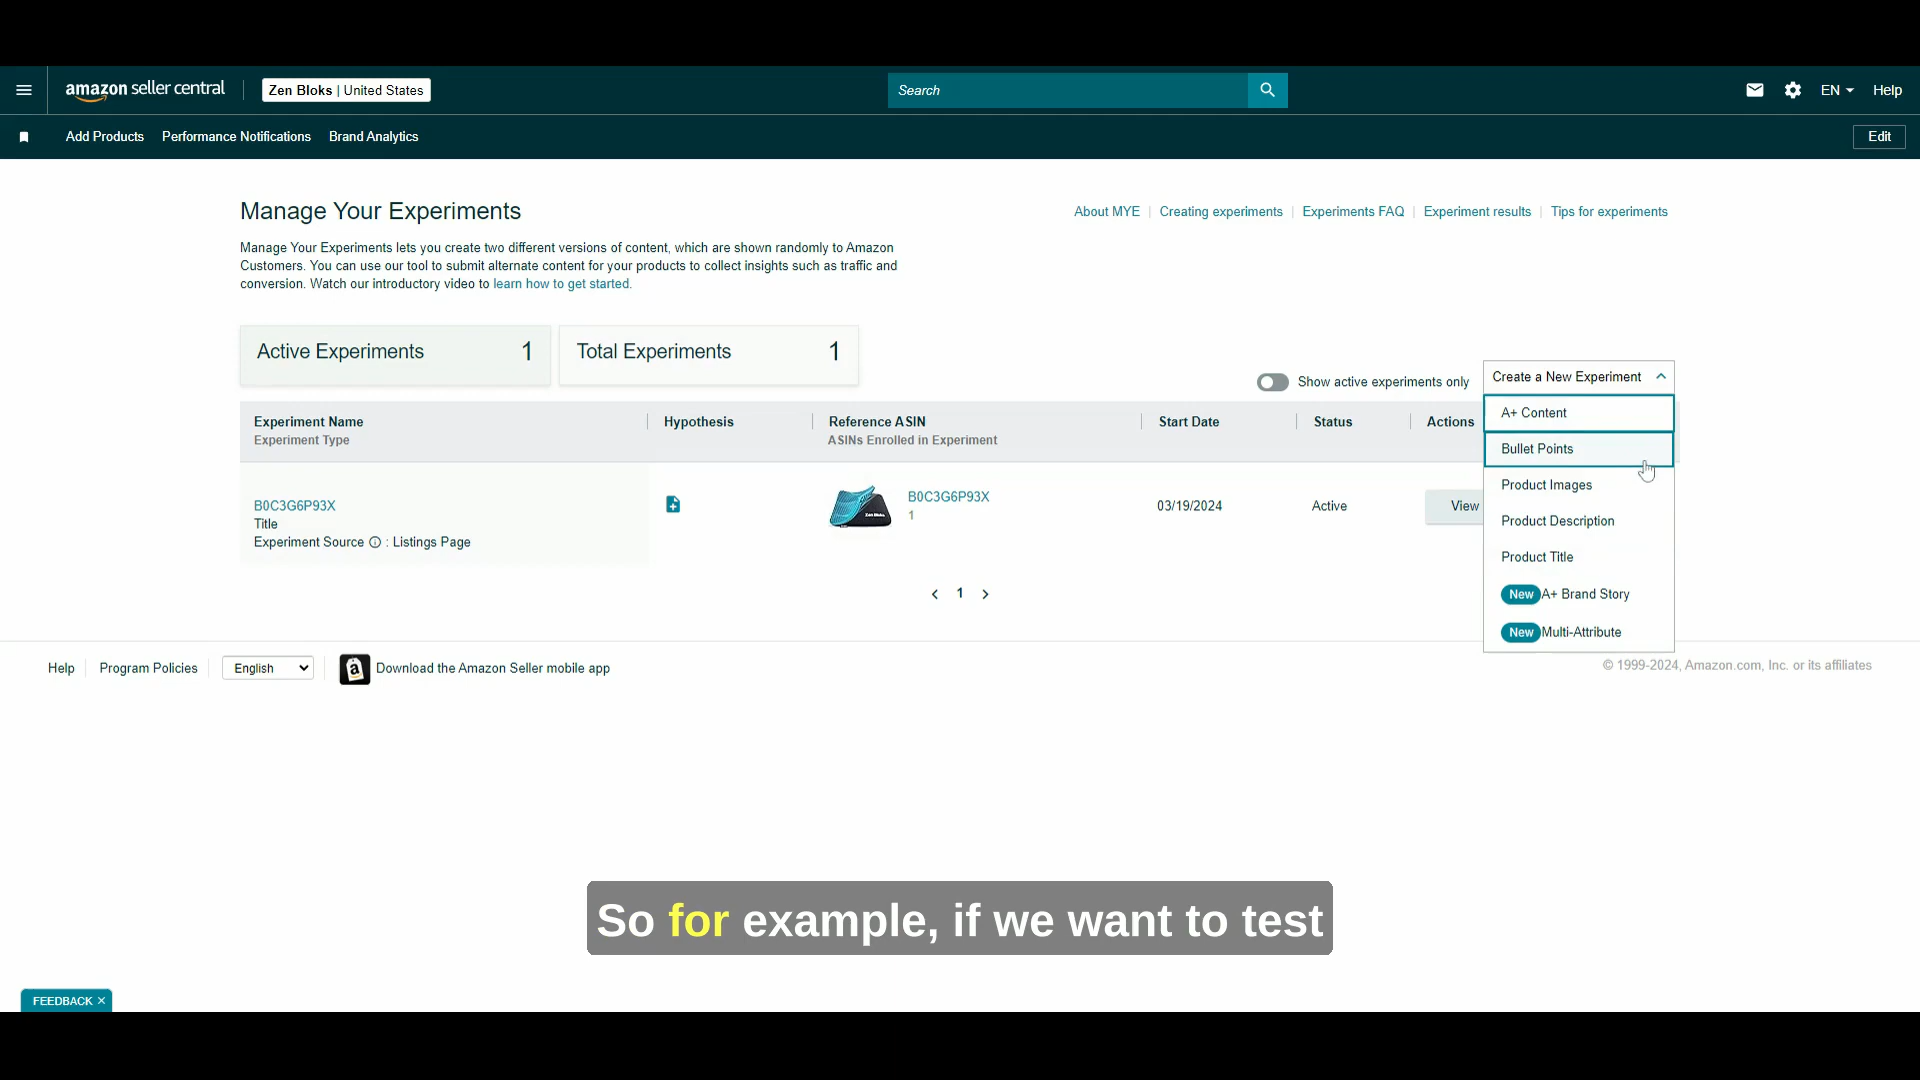 amazon seller central
Zen Bloks | United States
Search
EN
Help
Add Products
Performance Notifications
Brand Analytics
Edit
Manage Your Experiments
About MYE
Creating experiments
Experiments FAQ
Experiment results
Tips for experiments
Manage Your Experiments lets you create two different versions of content, which are shown randomly to Amazon
Customers. You can use our tool to submit alternate content for your products to collect insights such as traffic and
conversion. Watch our introductory video to learn how to get started.
Active Experiments 1
Total Experiments 1
Show active experiments only
Create a New Experiment
A+ Content
Bullet Points
Product Images
Product Description
Product Title
New A+ Brand Story
New Multi-Attribute
Experiment Name
Experiment Type
Hypothesis
Reference ASIN
ASINs Enrolled in Experiment
Start Date
Status
Actions
B0C3G6P93X
Title
Experiment Source : Listings Page
Zen Bloks
B0C3G6P93X
1
03/19/2024
Active
View
1
Help
Program Policies
English
a
Download the Amazon Seller mobile app
© 1999-2024, Amazon.com, Inc. or its affiliates
So for example, if we want to test
FEEDBACK